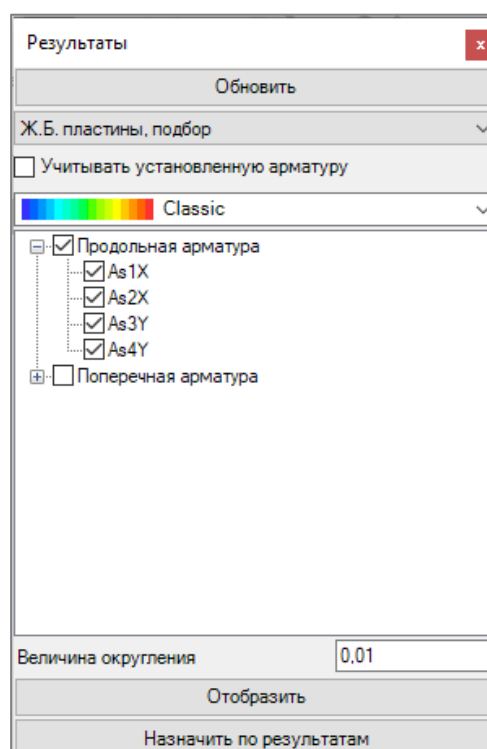 Результаты
x
Обновить
Ж.Б. пластины, подбор
Учитывать установленную арматуру
Classic
Продольная арматура
As1X
As2X
As3Y
As4Y
Поперечная арматура
Величина округления 0,01
Отобразить
Назначить по результатам